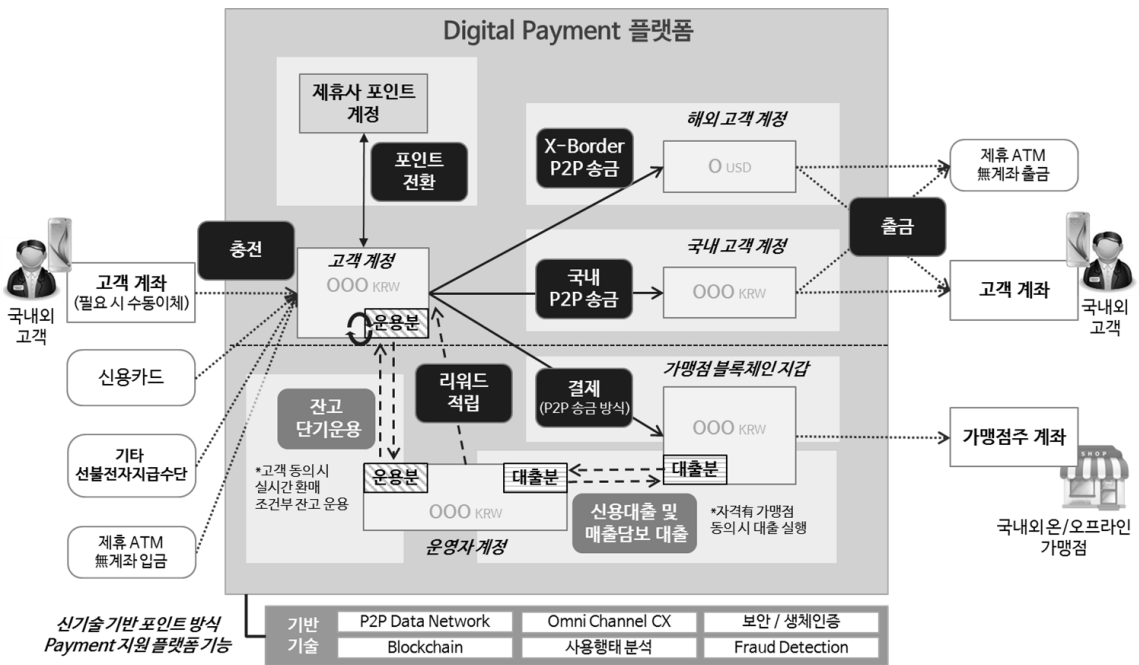 Digital Payment 플랫폼
제휴사 포인트
계정
포인트
전환
해외 고객 계정
X-Border
P2P 송금
O USD
제휴 ATM
無계좌 출금
출금
충전
고객 계정
OOO KRW
운용분
국내 고객 계정
국내
P2P 송금
OOO KRW
고객 계좌
(필요 시 수동이체)
국내외
고객
고객 계좌
국내외
고객
신용카드
기타
선불전자지급수단
제휴 ATM
無계좌 입금
잔고
단기운용
리워드
적립
결제
(P2P 송금 방식)
가맹점 블록체인 지갑
OOO KRW
대출분
가맹점주 계좌
SHOP
국내외 온/오프라인
가맹점
*고객 동의 시
실시간 환매
조건부 잔고 운용
운용분
대출분
OOO KRW
운영자 계정
신용대출 및
매출담보 대출
*자격有 가맹점
동의 시 대출 실행
신기술 기반 포인트 방식
Payment 지원 플랫폼 기능
기반
기술
P2P Data Network
Omni Channel CX
보안 / 생체인증
Blockchain
사용행태 분석
Fraud Detection